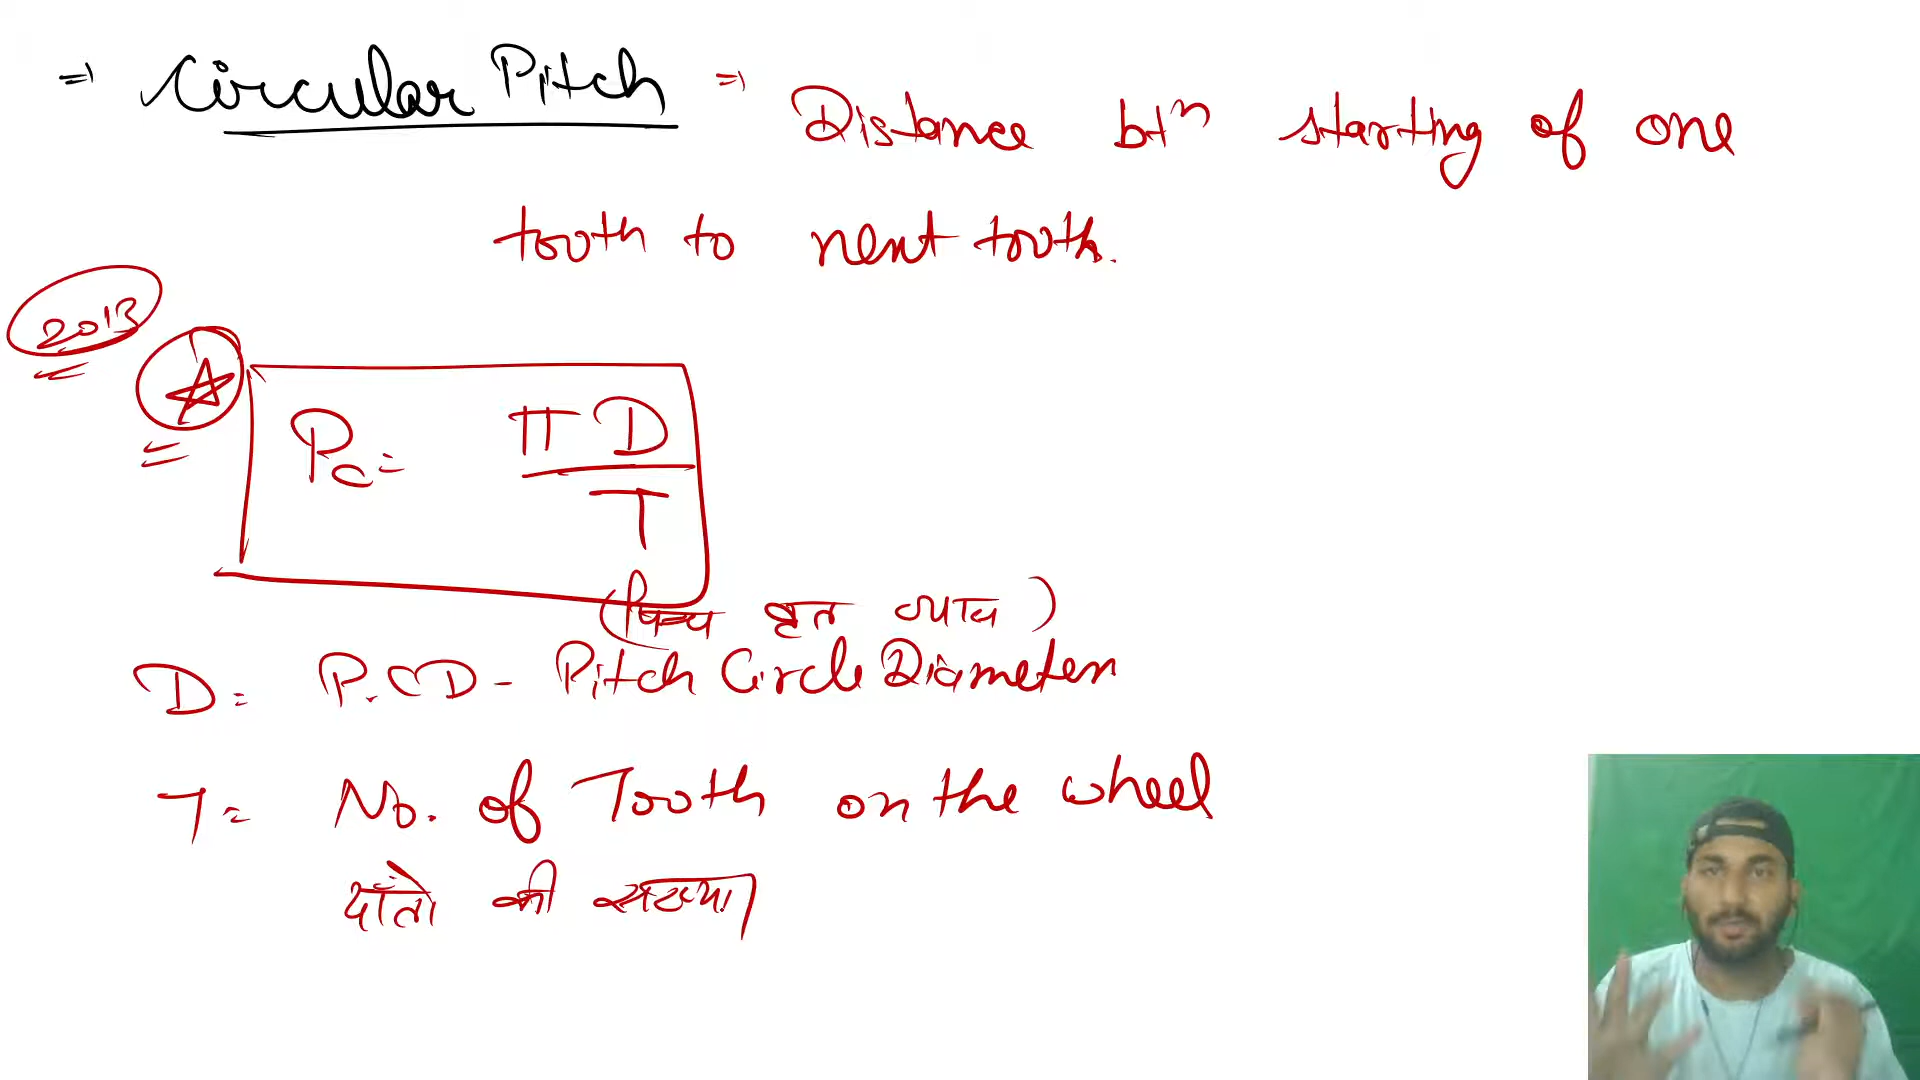 ⇒ Circular Pitch ⇒ Distance btⁿ starting of one
tooth to next tooth.
2013
Pc = πD/T
(पिच वृत व्यास)
D = P.CD - Pitch Circle Diameter
T = No. of Tooth on the wheel
दाँतो की संख्या